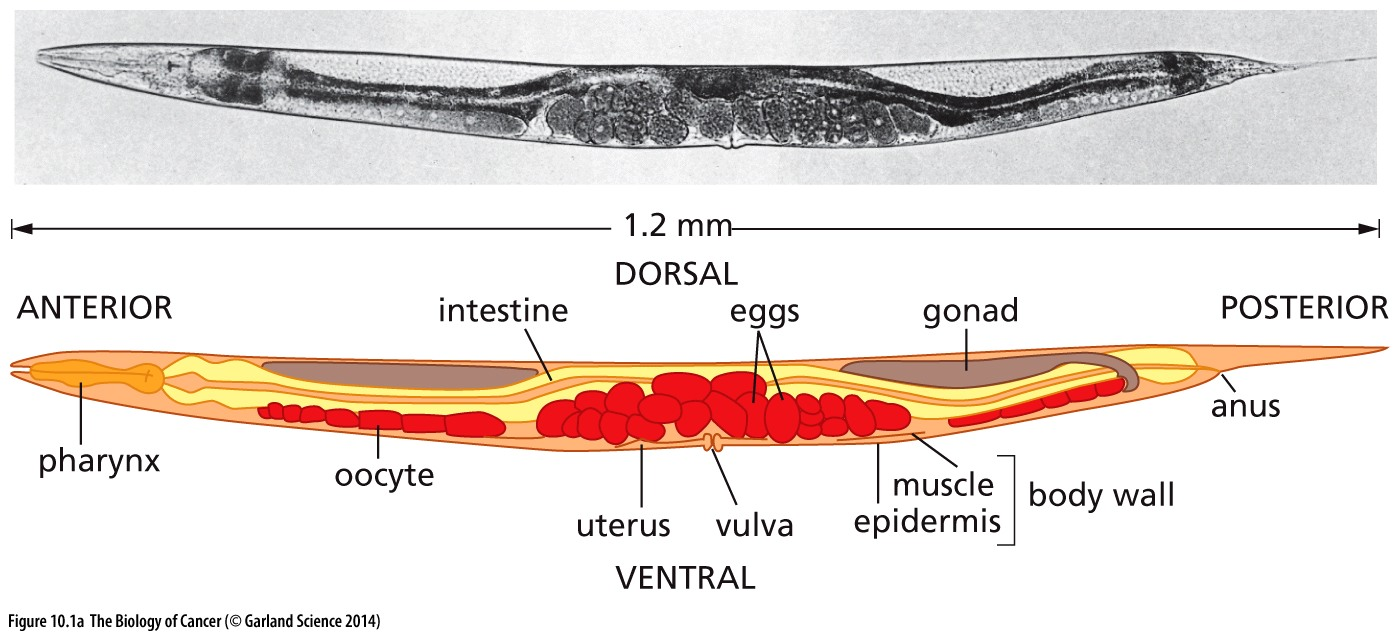 1.2 mm
DORSAL
ANTERIOR
intestine
eggs
gonad
POSTERIOR
anus
pharynx
oocyte
uterus
vulva
muscle
epidermis
body wall
VENTRAL
Figure 10.1a The Biology of Cancer (© Garland Science 2014)